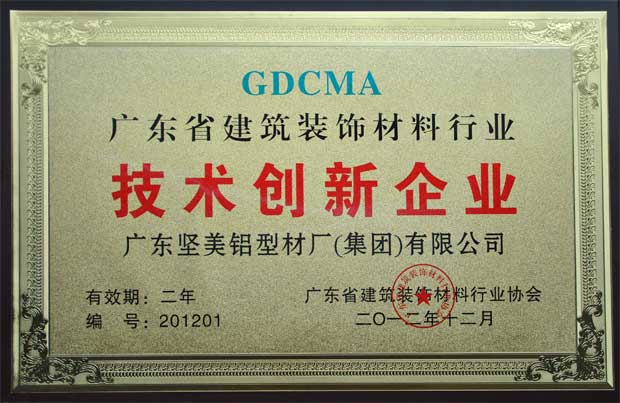 GDCMA
广东省建筑装饰材料行业
技术创新企业
广东坚美铝型材厂(集团)有限公司
有效期:二年
广东省建筑装饰材料行业协会
编 号:201201
二〇一二年十二月